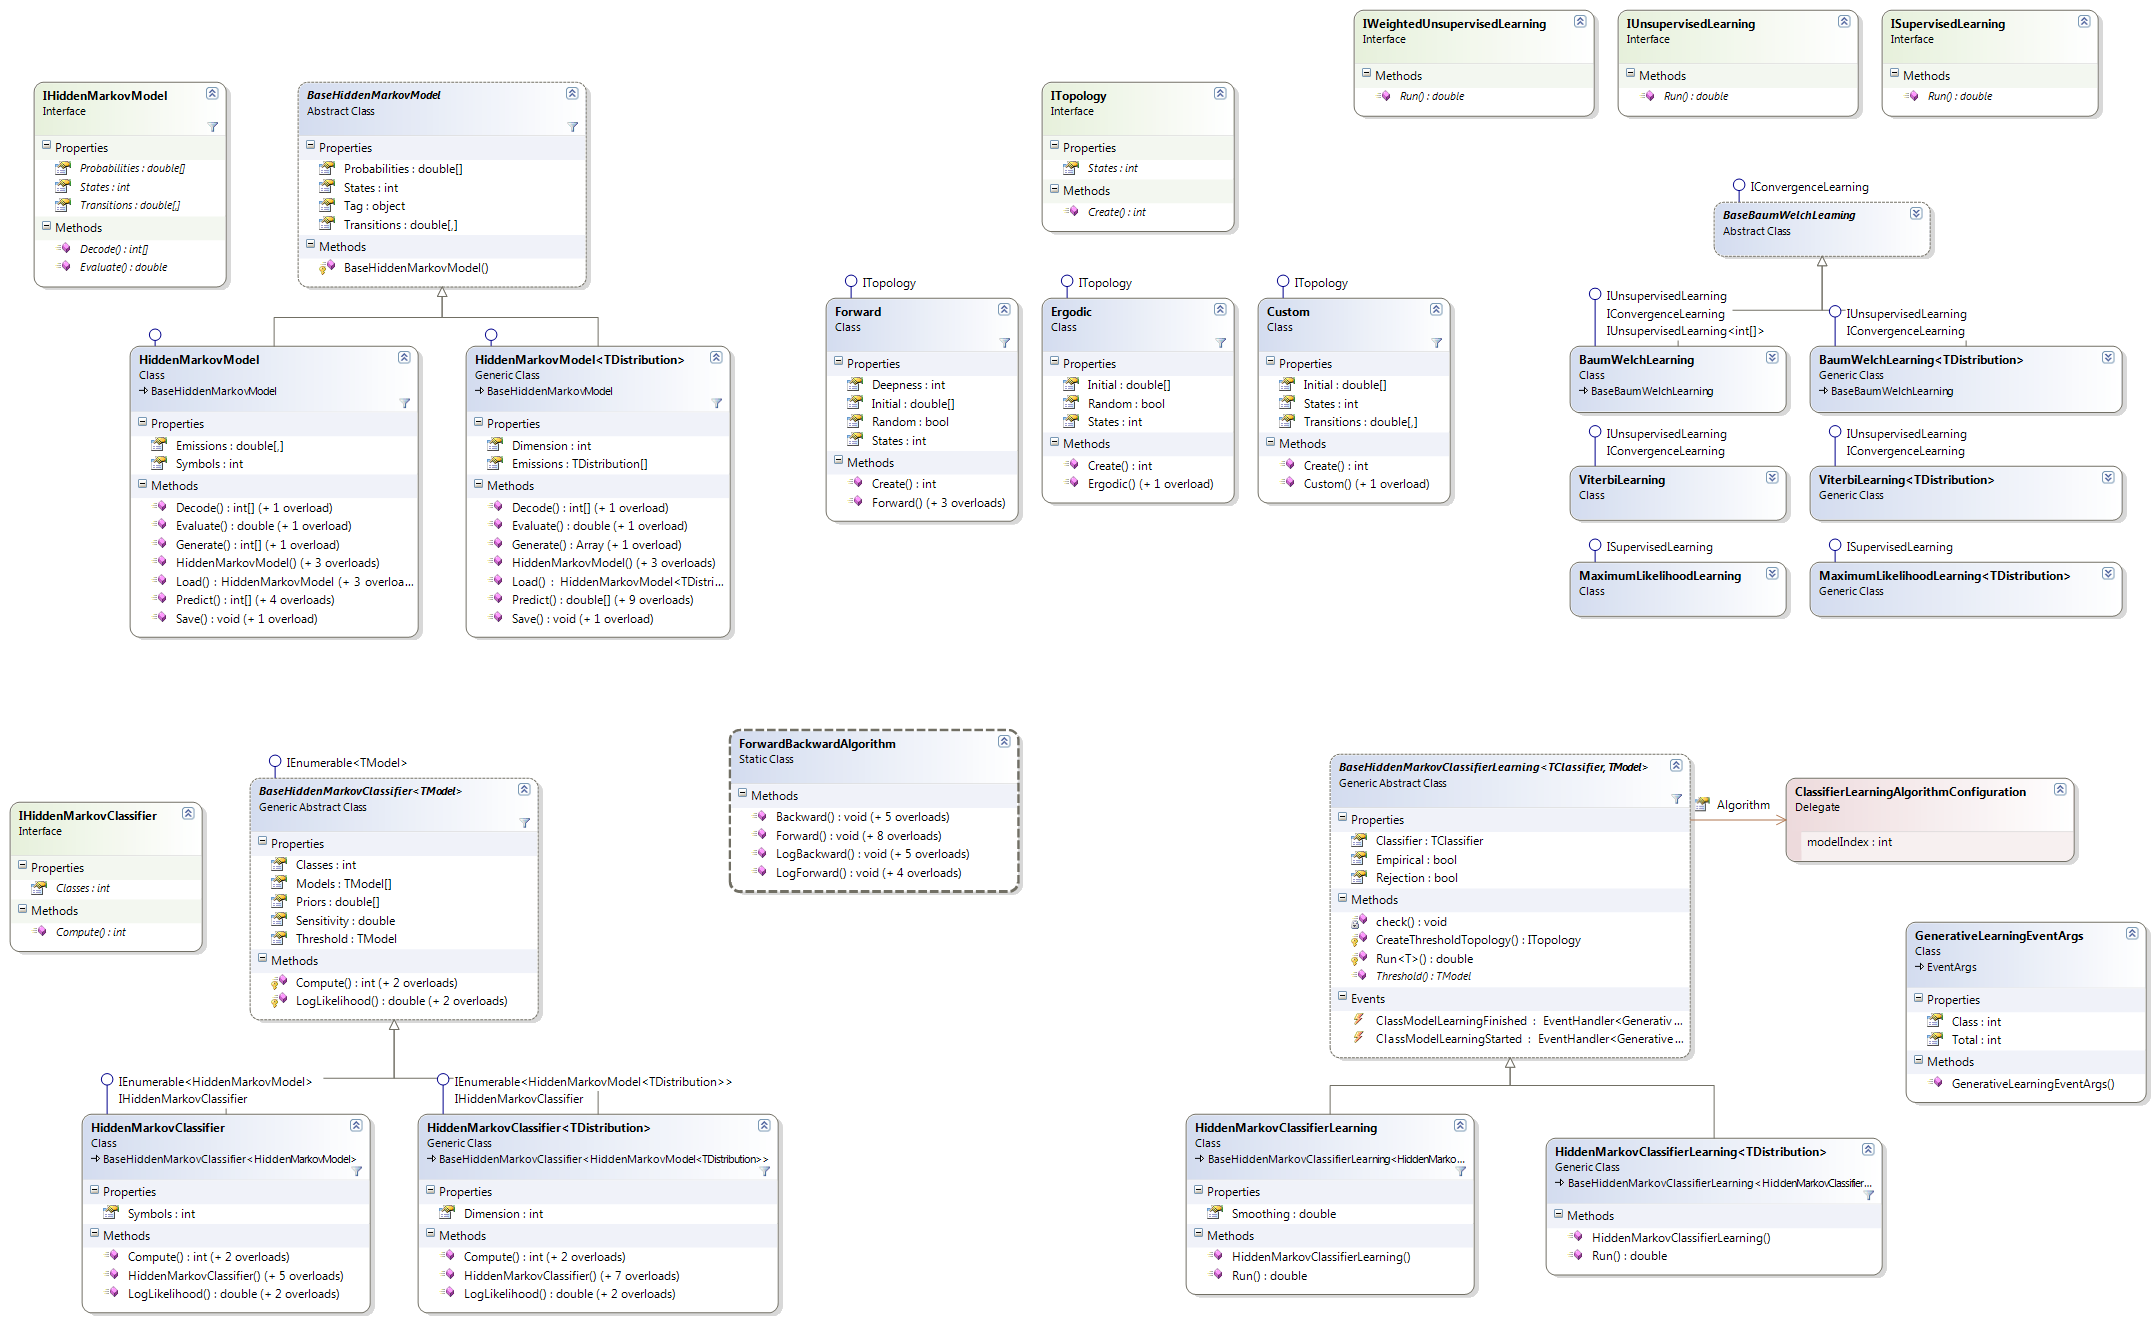 IWeightedUnsupervisedLearning
Interface
Methods
Run() : double
IUnsupervisedLearning
Interface
Methods
Run() : double
ISupervisedLearning
Interface
Methods
Run() : double
IHiddenMarkovModel
Interface
Properties
Probabilities : double[]
States : int
Transitions : double[,]
Methods
Decode() : int[]
Evaluate() : double
BaseHiddenMarkovModel
Abstract Class
Properties
Probabilities : double[]
States : int
Tag : object
Transitions : double[,]
Methods
BaseHiddenMarkovModel()
ITopology
Interface
Properties
States : int
Methods
Create() : int
IConvergenceLearning
BaseBaumWelchLearning
Abstract Class
HiddenMarkovModel
Class
BaseHiddenMarkovModel
Properties
Emissions : double[,]
Symbols : int
Methods
Decode() : int[] (+ 1 overload)
Evaluate() : double (+ 1 overload)
Generate() : int[] (+ 1 overload)
HiddenMarkovModel() (+ 3 overloads)
Load() : HiddenMarkovModel (+ 3 overloa...
Predict() : int[] (+ 4 overloads)
Save() : void (+ 1 overload)
HiddenMarkovModel<TDistribution>
Generic Class
BaseHiddenMarkovModel
Properties
Dimension : int
Emissions : TDistribution[]
Methods
Decode() : int[] (+ 1 overload)
Evaluate() : double (+ 1 overload)
Generate() : Array (+ 1 overload)
HiddenMarkovModel() (+ 3 overloads)
Load() : HiddenMarkovModel<TDistri...
Predict() : double[] (+ 9 overloads)
Save() : void (+ 1 overload)
ITopology
Forward
Class
Properties
Deepness : int
Initial : double[]
Random : bool
States : int
Methods
Create() : int
Forward() (+ 3 overloads)
ITopology
Ergodic
Class
Properties
Initial : double[]
Random : bool
States : int
Methods
Create() : int
Ergodic() (+ 1 overload)
ITopology
Custom
Class
Properties
Initial : double[]
States : int
Transitions : double[,]
Methods
Create() : int
Custom() (+ 1 overload)
IUnsupervisedLearning
IConvergenceLearning
IUnsupervisedLearning<int[]>
BaumWelchLearning
Class
BaseBaumWelchLearning
IUnsupervisedLearning
IConvergenceLearning
BaumWelchLearning<TDistribution>
Generic Class
BaseBaumWelchLearning
IUnsupervisedLearning
IConvergenceLearning
ViterbiLearning
Class
IUnsupervisedLearning
IConvergenceLearning
ViterbiLearning<TDistribution>
Generic Class
ISupervisedLearning
MaximumLikelihoodLearning
Class
ISupervisedLearning
MaximumLikelihoodLearning<TDistribution>
Generic Class
IHiddenMarkovClassifier
Interface
Properties
Classes : int
Methods
Compute() : int
IEnumerable<TModel>
BaseHiddenMarkovClassifier<TModel>
Generic Abstract Class
Properties
Classes : int
Models : TModel[]
Priors : double[]
Sensitivity : double
Threshold : TModel
Methods
Compute() : int (+ 2 overloads)
LogLikelihood() : double (+ 2 overloads)
ForwardBackwardAlgorithm
Static Class
Methods
Backward() : void (+ 5 overloads)
Forward() : void (+ 8 overloads)
LogBackward() : void (+ 5 overloads)
LogForward() : void (+ 4 overloads)
BaseHiddenMarkovClassifierLearning<TClassifier, TModel>
Generic Abstract Class
Properties
Classifier : TClassifier
Empirical : bool
Rejection : bool
Methods
check() : void
CreateThresholdTopology() : ITopology
Run<T>() : double
Threshold() : TModel
Events
ClassModelLearningFinished : EventHandler<Generativ...
ClassModelLearningStarted : EventHandler<Generative...
Algorithm
ClassifierLearningAlgorithmConfiguration
Delegate
modelIndex : int
GenerativeLearningEventArgs
Class
EventArgs
Properties
Class : int
Total : int
Methods
GenerativeLearningEventArgs()
IEnumerable<HiddenMarkovModel>
IHiddenMarkovClassifier
HiddenMarkovClassifier
Class
BaseHiddenMarkovClassifier<HiddenMarkovModel>
Properties
Symbols : int
Methods
Compute() : int (+ 2 overloads)
HiddenMarkovClassifier() (+ 5 overloads)
LogLikelihood() : double (+ 2 overloads)
IEnumerable<HiddenMarkovModel<TDistribution>>
IHiddenMarkovClassifier
HiddenMarkovClassifier<TDistribution>
Generic Class
BaseHiddenMarkovClassifier<HiddenMarkovModel<TDistribution>>
Properties
Dimension : int
Methods
Compute() : int (+ 2 overloads)
HiddenMarkovClassifier() (+ 7 overloads)
LogLikelihood() : double (+ 2 overloads)
HiddenMarkovClassifierLearning
Class
BaseHiddenMarkovClassifierLearning<HiddenMarko...
Properties
Smoothing : double
Methods
HiddenMarkovClassifierLearning()
Run() : double
HiddenMarkovClassifierLearning<TDistribution>
Generic Class
BaseHiddenMarkovClassifierLearning<HiddenMarkovClassifier...
Methods
HiddenMarkovClassifierLearning()
Run() : double